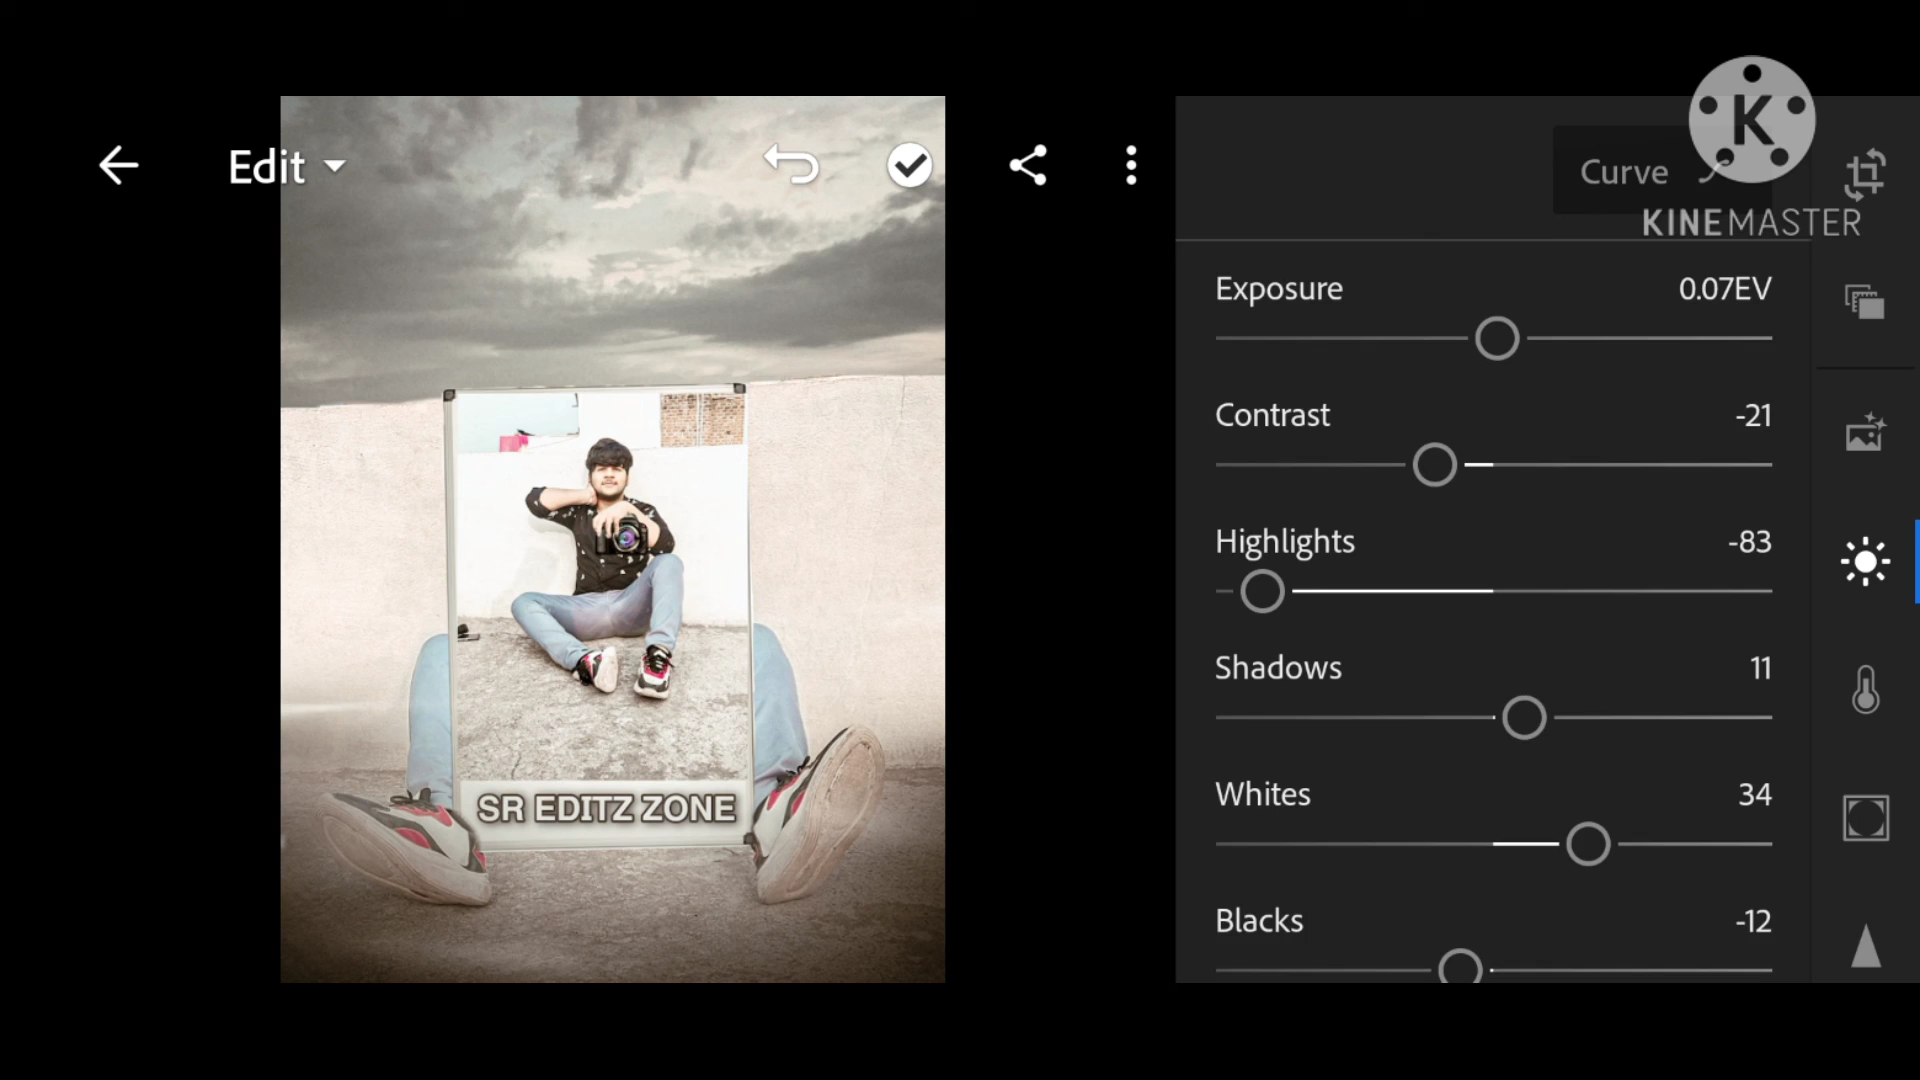 Edit
Curve
KINEMASTER
Exposure 0.07EV
Contrast -21
Highlights -83
Shadows 11
Whites 34
Blacks -12
SR EDITZ ZONE